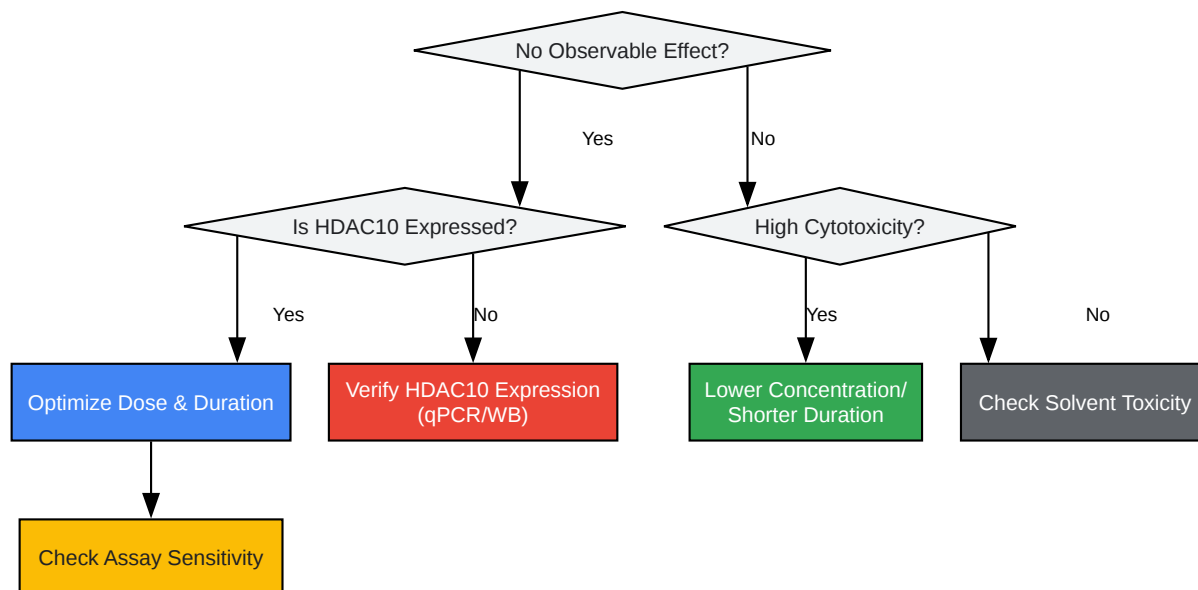 No Observable Effect?
Yes
No
Is HDAC10 Expressed?
High Cytotoxicity?
Yes
No
Yes
No
Optimize Dose & Duration
Verify HDAC10 Expression
(qPCR/WB)
Lower Concentration/
Shorter Duration
Check Solvent Toxicity
Check Assay Sensitivity